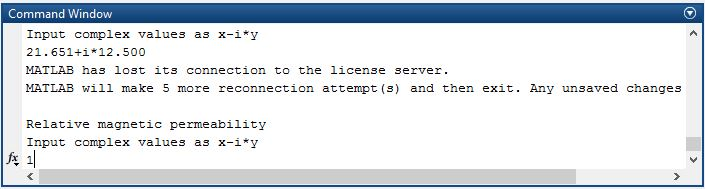 Command Window
Input complex values as x-i*y
21.651+i*12.500
MATLAB has lost its connection to the license server.
MATLAB will make 5 more reconnection attempt(s) and then exit. Any unsaved changes
Relative magnetic permeability
Input complex values as x-i*y
fx 1